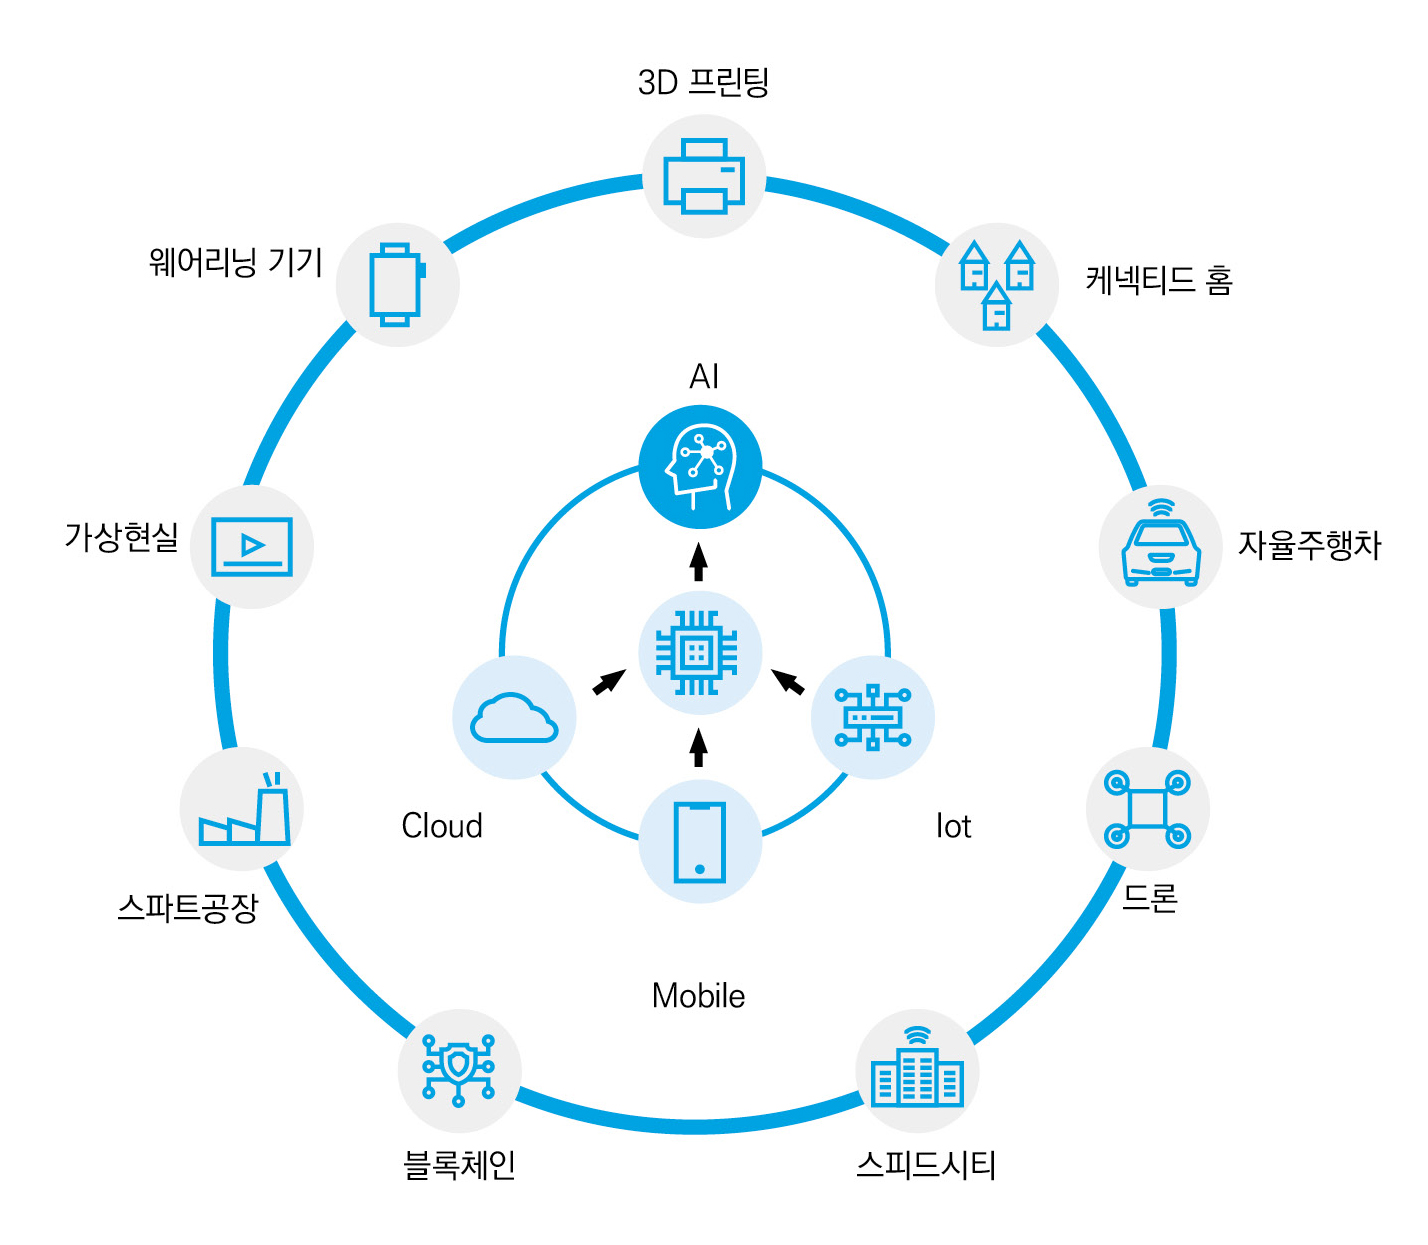 3D 프린팅
웨어리닝 기기
케넥티드 홈
AI
가상현실
자율주행차
Cloud
Iot
스파트공장
드론
Mobile
블록체인
스피드시티